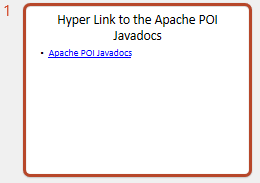 1
Hyper Link to the Apache POI
Javadocs
• Apache POI Javadocs